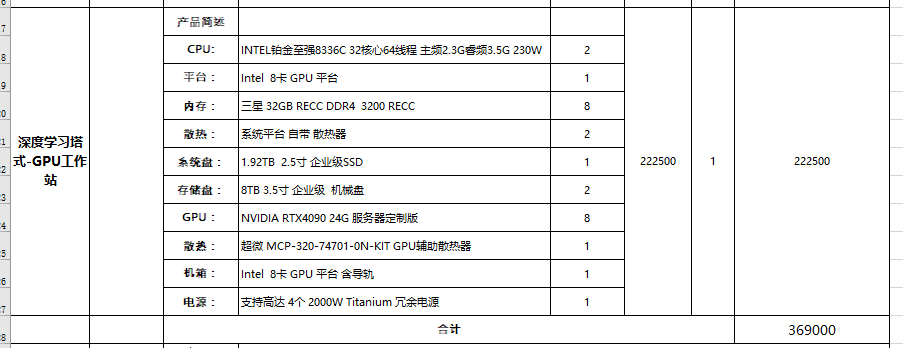 产品简述
CPU： INTEL铂金至强8336C 32核心64线程 主频2.3G睿频3.5G 230W 2
平台： Intel 8卡 GPU 平台 1
内存： 三星 32GB RECC DDR4 3200 RECC 8
散热： 系统平台 自带 散热器 2
深度学习塔式-GPU工作站
系统盘： 1.92TB 2.5寸 企业级SSD 1 222500 1 222500
存储盘： 8TB 3.5寸 企业级 机械盘 2
GPU： NVIDIA RTX4090 24G 服务器定制版 8
散热： 超微 MCP-320-74701-0N-KIT GPU辅助散热器 1
机箱： Intel 8卡 GPU 平台 含导轨 1
电源： 支持高达 4个 2000W Titanium 冗余电源 1
合计 369000